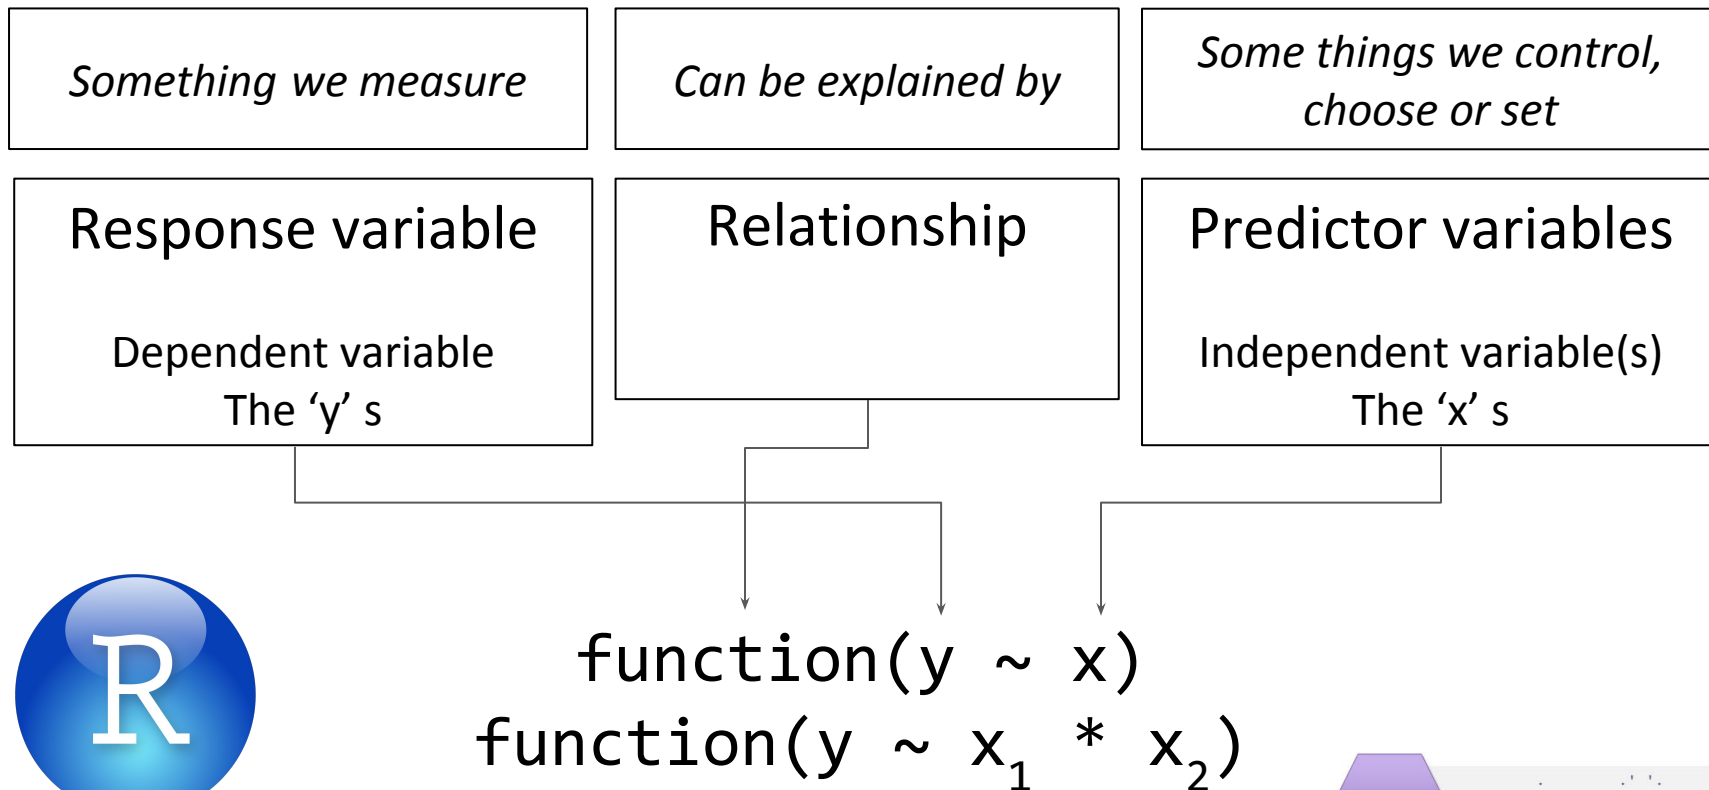 Something we measure
Can be explained by
Some things we control,
choose or set
Response variable
Dependent variable
The ‘y’ s
Relationship
Predictor variables
Independent variable(s)
The ‘x’ s
function(y ~ x)
function(y ~ x₁ * x₂)
R